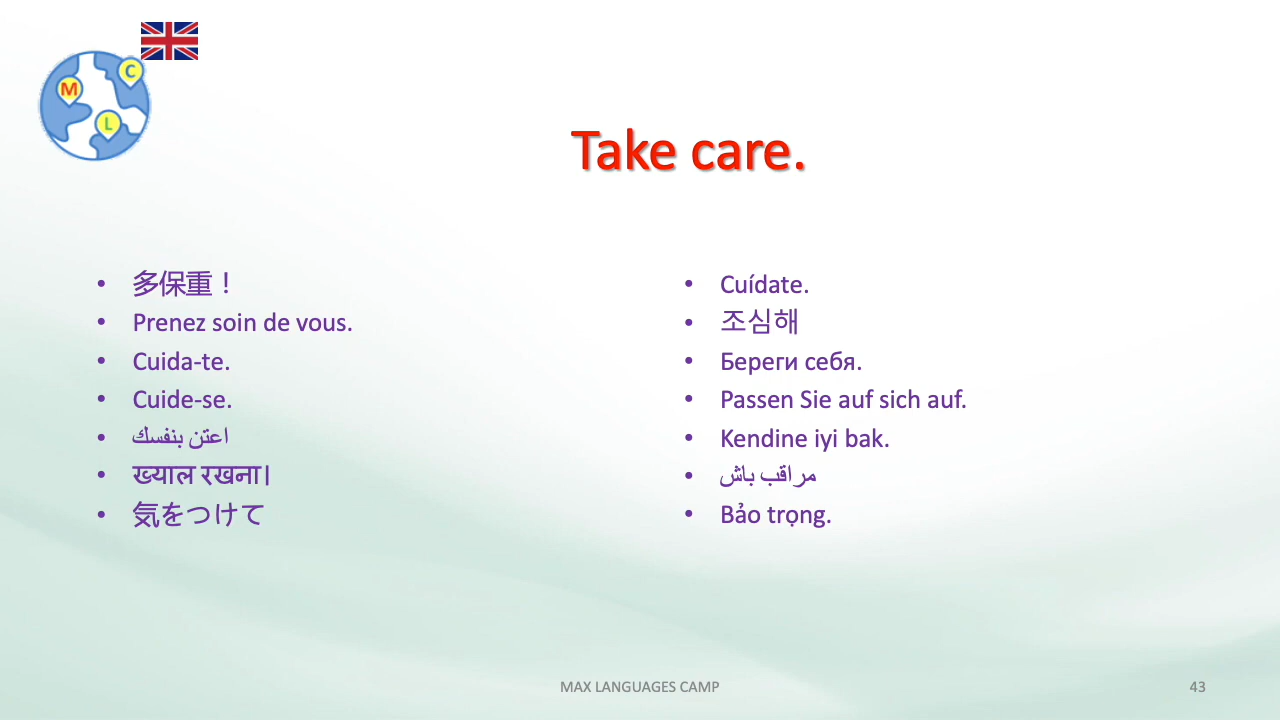 C
M
L
Take care.
• 多保重！
• Prenez soin de vous.
• Cuida-te.
• Cuide-se.
• اعتن بنفسك
• ख्याल रखना।
• 気をつけて
• Cuídate.
• 조심해
• Береги себя.
• Passen Sie auf sich auf.
• Kendine iyi bak.
• مراقب باش
• Bảo trọng.
MAX LANGUAGES CAMP
43